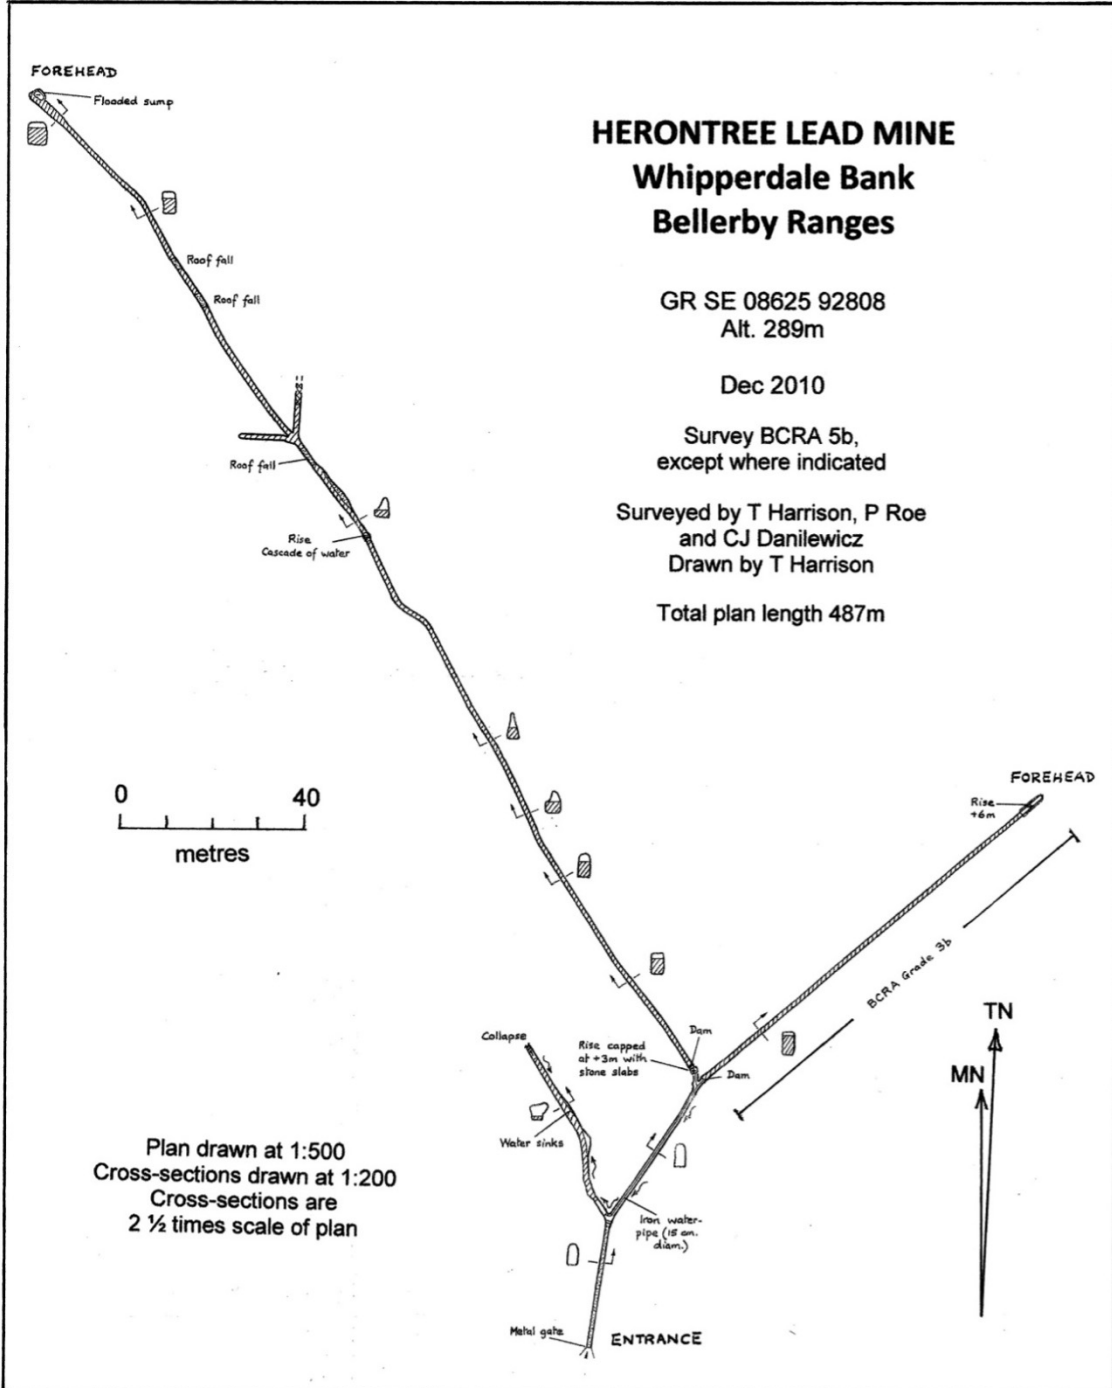 FOREHEAD
Flooded sump
HERONTREE LEAD MINE
Whipperdale Bank
Bellerby Ranges
GR SE 08625 92808
Alt. 289m
Dec 2010
Survey BCRA 5b,
except where indicated
Surveyed by T Harrison, P Roe
and CJ Danilewicz
Drawn by T Harrison
Total plan length 487m
Roof fall
Roof fall
Roof fall
Rise
Cascade of water
0 40
metres
FOREHEAD
Rise
+6m
BCRA Grade 3b
TN
MN
Collapse
Rise capped
at +3m with
stone slabs
Dam
Dam
Water sinks
Iron water-
pipe (15 cm.
diam.)
Metal gate
ENTRANCE
Plan drawn at 1:500
Cross-sections drawn at 1:200
Cross-sections are
2 ½ times scale of plan